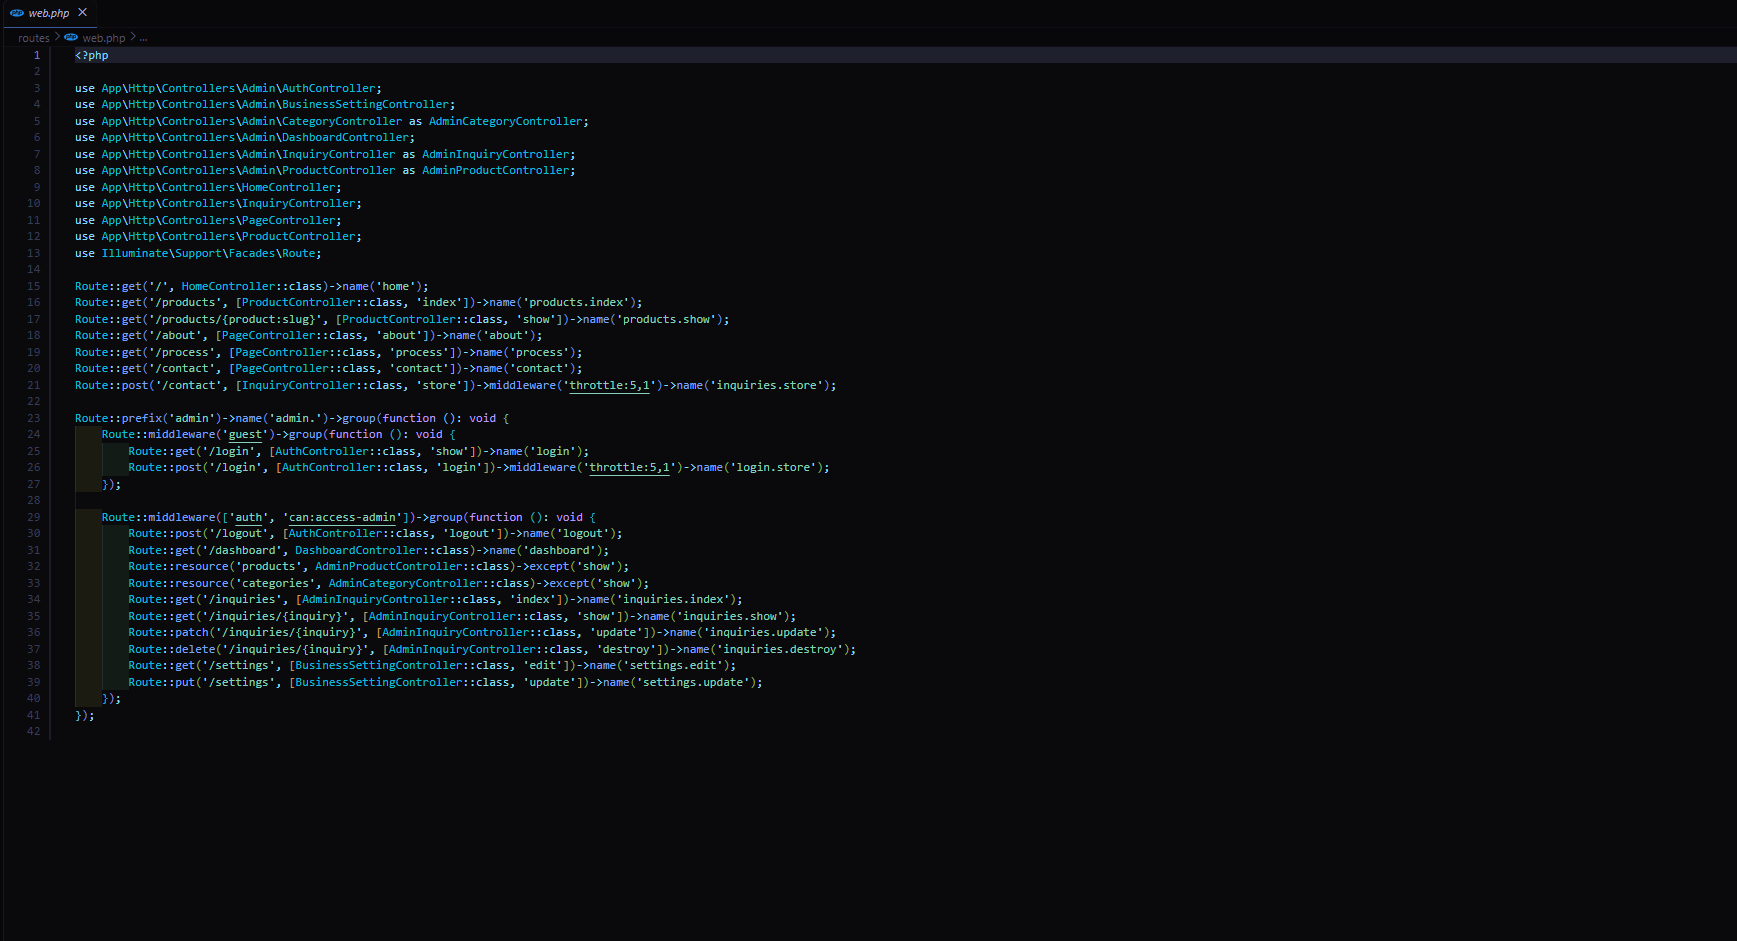 web.php
routes > web.php > ...
1 <?php
2
3 use App\Http\Controllers\Admin\AuthController;
4 use App\Http\Controllers\Admin\BusinessSettingController;
5 use App\Http\Controllers\Admin\CategoryController as AdminCategoryController;
6 use App\Http\Controllers\Admin\DashboardController;
7 use App\Http\Controllers\Admin\InquiryController as AdminInquiryController;
8 use App\Http\Controllers\Admin\ProductController as AdminProductController;
9 use App\Http\Controllers\HomeController;
10 use App\Http\Controllers\InquiryController;
11 use App\Http\Controllers\PageController;
12 use App\Http\Controllers\ProductController;
13 use Illuminate\Support\Facades\Route;
14
15 Route::get('/', HomeController::class)->name('home');
16 Route::get('/products', [ProductController::class, 'index'])->name('products.index');
17 Route::get('/products/{product:slug}', [ProductController::class, 'show'])->name('products.show');
18 Route::get('/about', [PageController::class, 'about'])->name('about');
19 Route::get('/process', [PageController::class, 'process'])->name('process');
20 Route::get('/contact', [PageController::class, 'contact'])->name('contact');
21 Route::post('/contact', [InquiryController::class, 'store'])->middleware('throttle:5,1')->name('inquiries.store');
22
23 Route::prefix('admin')->name('admin.')->group(function (): void {
24     Route::middleware('guest')->group(function (): void {
25         Route::get('/login', [AuthController::class, 'show'])->name('login');
26         Route::post('/login', [AuthController::class, 'login'])->middleware('throttle:5,1')->name('login.store');
27     });
28
29     Route::middleware(['auth', 'can:access-admin'])->group(function (): void {
30         Route::post('/logout', [AuthController::class, 'logout'])->name('logout');
31         Route::get('/dashboard', DashboardController::class)->name('dashboard');
32         Route::resource('products', AdminProductController::class)->except('show');
33         Route::resource('categories', AdminCategoryController::class)->except('show');
34         Route::get('/inquiries', [AdminInquiryController::class, 'index'])->name('inquiries.index');
35         Route::get('/inquiries/{inquiry}', [AdminInquiryController::class, 'show'])->name('inquiries.show');
36         Route::patch('/inquiries/{inquiry}', [AdminInquiryController::class, 'update'])->name('inquiries.update');
37         Route::delete('/inquiries/{inquiry}', [AdminInquiryController::class, 'destroy'])->name('inquiries.destroy');
38         Route::get('/settings', [BusinessSettingController::class, 'edit'])->name('settings.edit');
39         Route::put('/settings', [BusinessSettingController::class, 'update'])->name('settings.update');
40     });
41 });
42